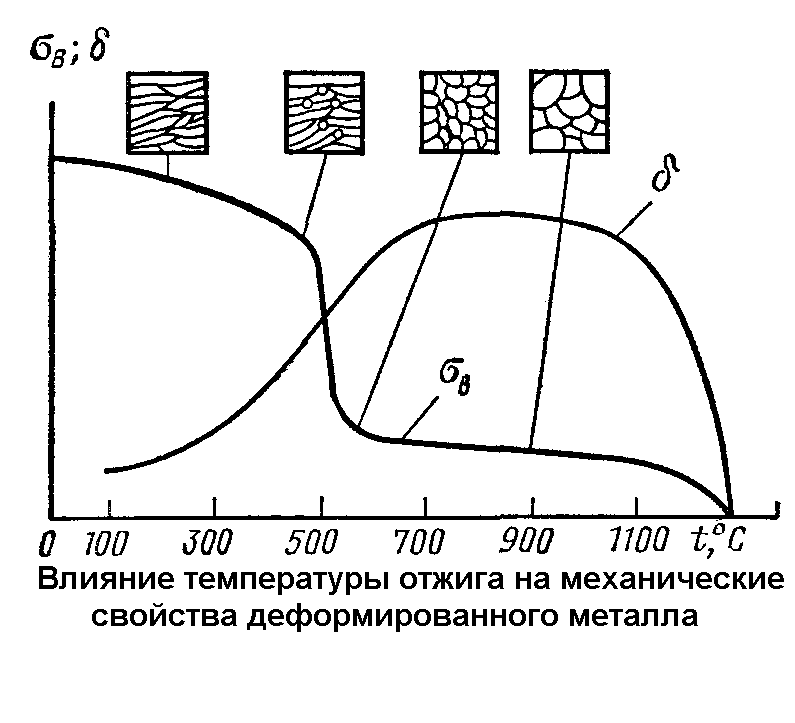 σв; δ
δ
σв
0 100 300 500 700 900 1100 t,°C
Влияние температуры отжига на механические
свойства деформированного металла